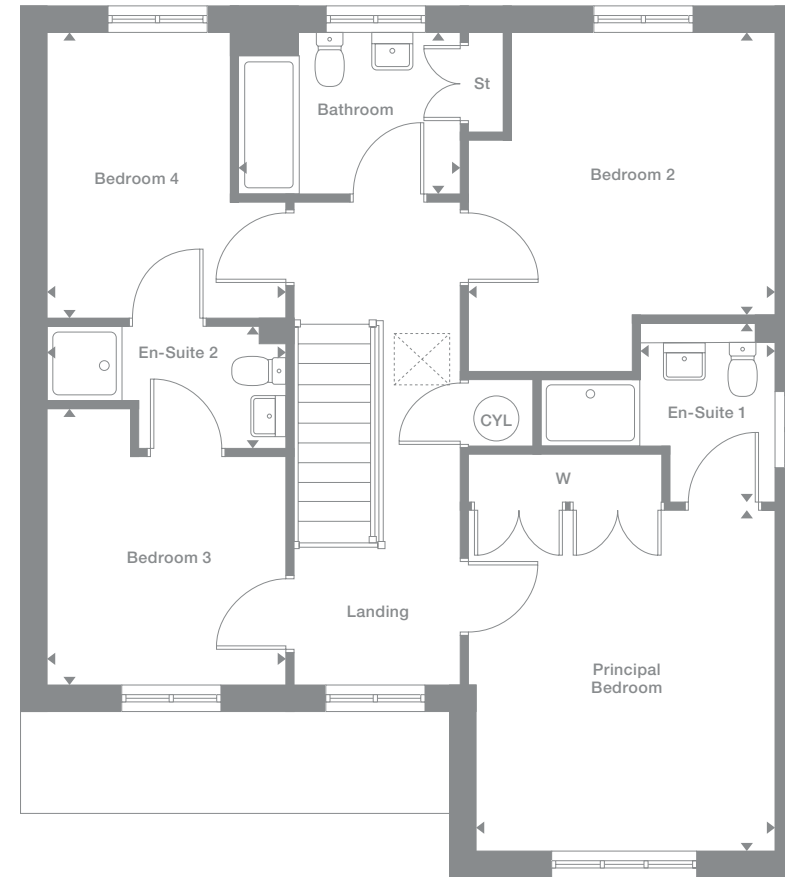 St
Bathroom
Bedroom 4
Bedroom 2
En-Suite 2
En-Suite 1
CYL
W
Bedroom 3
Landing
Principal
Bedroom